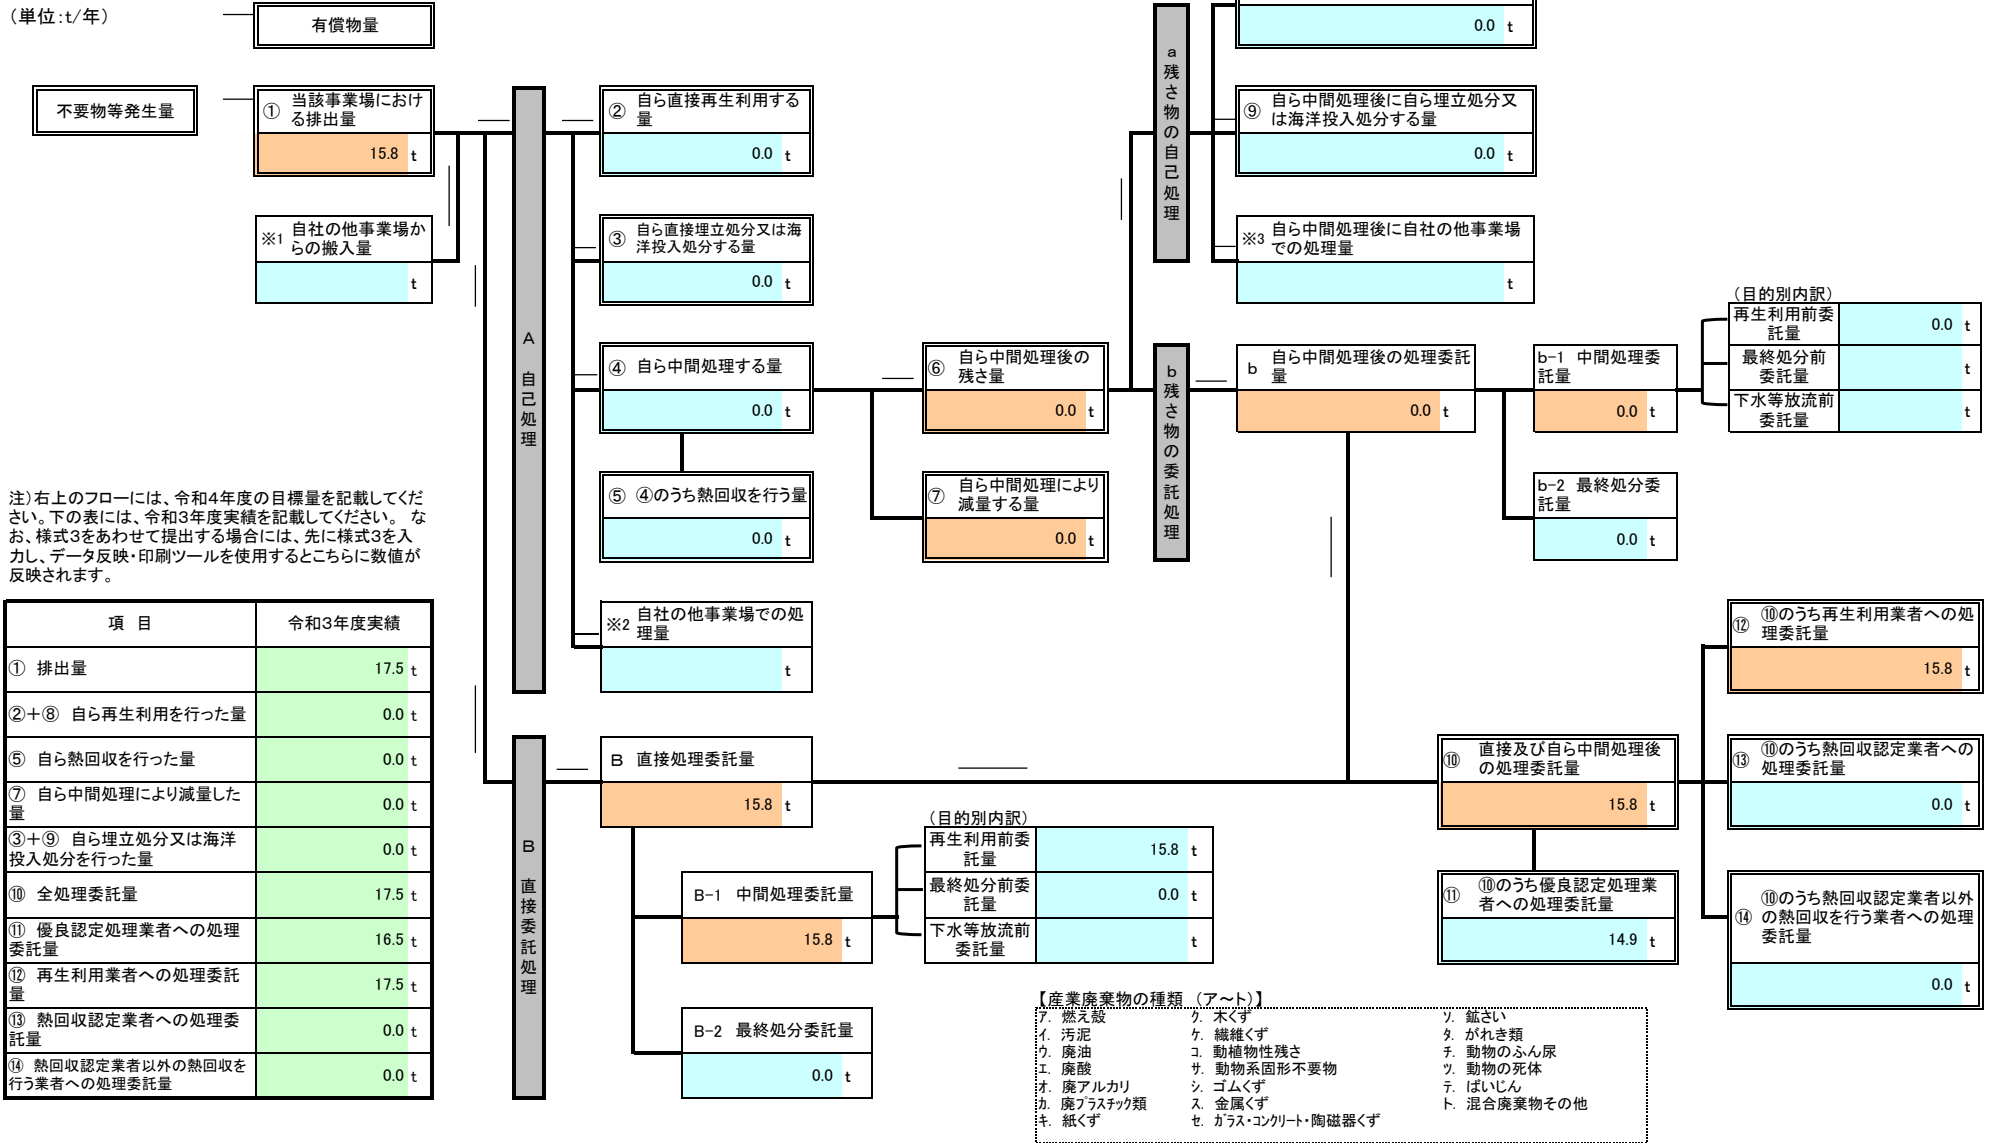 （単位:t/年）
有償物量
不要物等発生量
① 当該事業場におけ
る排出量
15.8 t
※1 自社の他事業場か
らの搬入量
t
A 自己処理
② 自ら直接再生利用する
量
0.0 t
③ 自ら直接埋立処分又は海
洋投入処分する量
0.0 t
④ 自ら中間処理する量
0.0 t
⑤ ④のうち熱回収を行う量
0.0 t
※2 自社の他事業場での処
理量
t
⑥ 自ら中間処理後の
残さ量
0.0 t
⑦ 自ら中間処理により
減量する量
0.0 t
a 残さ物の自己処理
0.0 t
⑨ 自ら中間処理後に自ら埋立処分又
は海洋投入処分する量
0.0 t
※3 自ら中間処理後に自社の他事業場
での処理量
t
b 残さ物の委託処理
b 自ら中間処理後の処理委託
量
0.0 t
b-1 中間処理委
託量
0.0 t
b-2 最終処分委
託量
0.0 t
（目的別内訳）
再生利用前委
託量
0.0 t
最終処分前
委託量
t
下水等放流前
委託量
t
注）右上のフローには、令和４年度の目標量を記載してくだ
さい。下の表には、令和３年度実績を記載してください。 な
お、様式３をあわせて提出する場合には、先に様式３を入
力し、データ反映・印刷ツールを使用するとこちらに数値が
反映されます。
項 目 令和３年度実績
① 排出量 17.5 t
②＋⑧ 自ら再生利用を行った量 0.0 t
⑤ 自ら熱回収を行った量 0.0 t
⑦ 自ら中間処理により減量した
量 0.0 t
③＋⑨ 自ら埋立処分又は海洋
投入処分を行った量 0.0 t
⑩ 全処理委託量 17.5 t
⑪ 優良認定処理業者への処理
委託量 16.5 t
⑫ 再生利用業者への処理委託
量 17.5 t
⑬ 熱回収認定業者への処理委
託量 0.0 t
⑭ 熱回収認定業者以外の熱回収を
行う業者への処理委託量 0.0 t
B 直接委託処理
B 直接処理委託量
15.8 t
B-1 中間処理委託量
15.8 t
B-2 最終処分委託量
0.0 t
（目的別内訳）
再生利用前委
託量
15.8 t
最終処分前委
託量
0.0 t
下水等放流前
委託量
t
⑩ 直接及び自ら中間処理後
の処理委託量
15.8 t
⑪ ⑩のうち優良認定処理業
者への処理委託量
14.9 t
⑫ ⑩のうち再生利用業者への処
理委託量
15.8 t
⑬ ⑩のうち熱回収認定業者への
処理委託量
0.0 t
⑭ ⑩のうち熱回収認定業者以外
の熱回収を行う業者への処理
委託量
0.0 t
【産業廃棄物の種類 （ア～ト）】
ア. 燃え殻 ク. 木くず ソ. 鉱さい
イ. 汚泥 ケ. 繊維くず タ. がれき類
ウ. 廃油 コ. 動植物性残さ チ. 動物のふん尿
エ. 廃酸 サ. 動物系固形不要物 ツ. 動物の死体
オ. 廃アルカリ シ. ゴムくず テ. ばいじん
カ. 廃プラスチック類 ス. 金属くず ト. 混合廃棄物その他
キ. 紙くず セ. ガラス・コンクリート・陶磁器くず